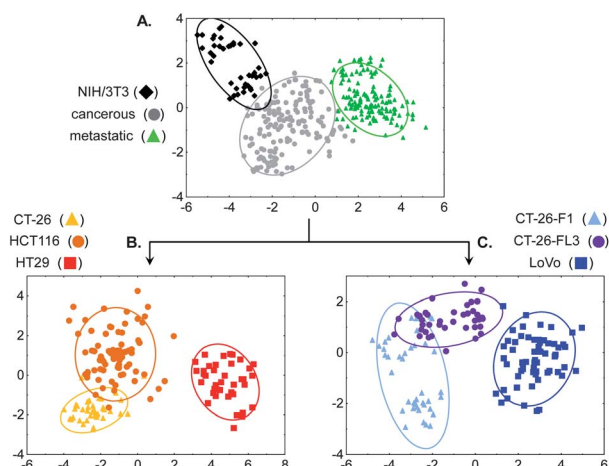 A.
4
2
0
-2
-4
-6 -4 -2 0 2 4 6
NIH/3T3 (◆)
cancerous (●)
metastatic (▲)
CT-26 (▲)
HCT116 (●)
HT29 (■)
B.
4
2
0
-2
-4
-6 -4 -2 0 2 4 6 8
CT-26-F1 (▲)
CT-26-FL3 (●)
LoVo (■)
C.
2
0
-2
-4
-6 -4 -2 0 2 4 6